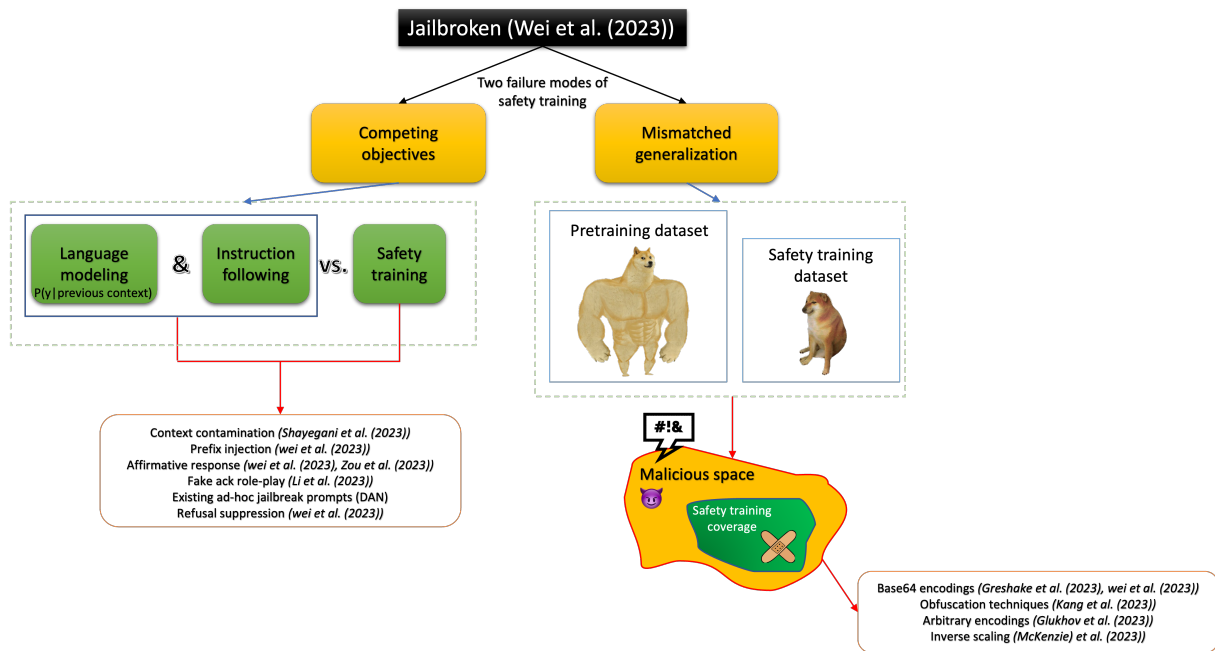 Jailbroken (Wei et al. (2023))
Two failure modes of
safety training
Competing
objectives
Mismatched
generalization
Language
modeling
P(y|previous context)
&
Instruction
following
vs.
Safety
training
Pretraining dataset
Safety training
dataset
Context contamination (Shayegani et al. (2023))
Prefix injection (wei et al. (2023))
Affirmative response (wei et al. (2023), Zou et al. (2023))
Fake ack role-play (Li et al. (2023))
Existing ad-hoc jailbreak prompts (DAN)
Refusal suppression (wei et al. (2023))
#!&
Malicious space
Safety training
coverage
Base64 encodings (Greshake et al. (2023), wei et al. (2023))
Obfuscation techniques (Kang et al. (2023))
Arbitrary encodings (Glukhov et al. (2023))
Inverse scaling (McKenzie) et al. (2023))